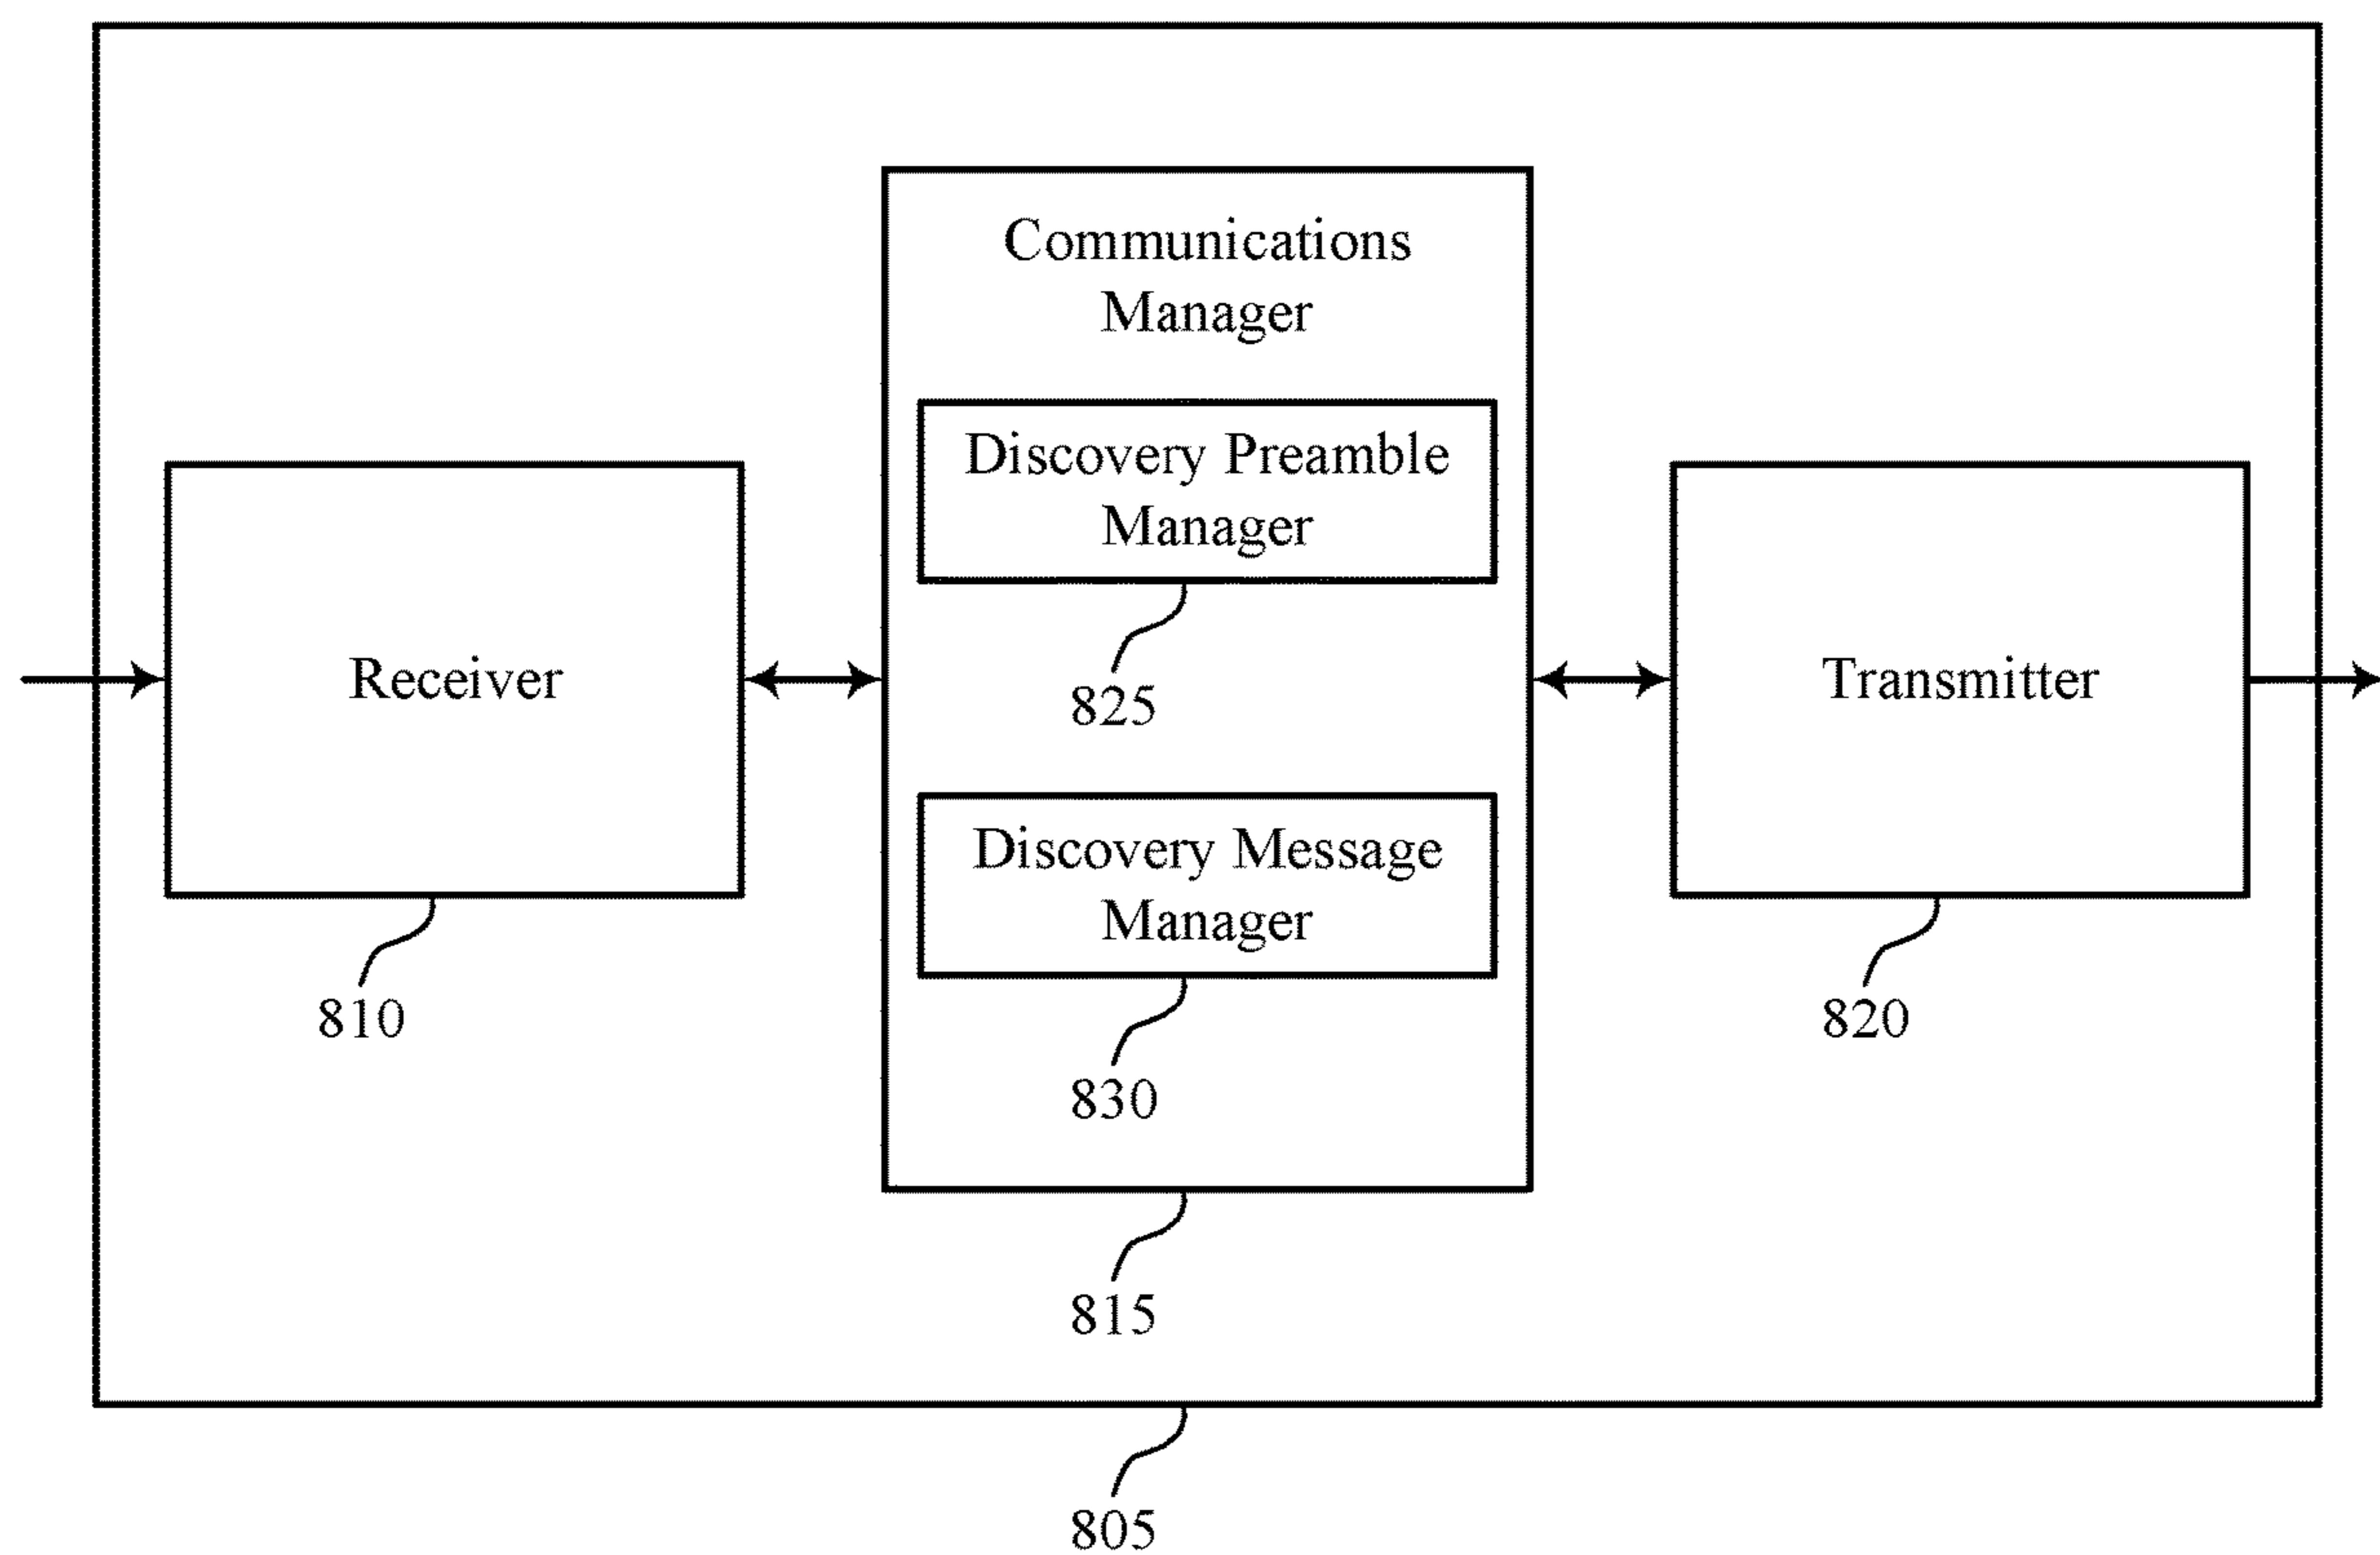 Communications
Manager
Discovery Preamble
Manager
825
Receiver
810
Discovery Message
Manager
830
815
Transmitter
820
805